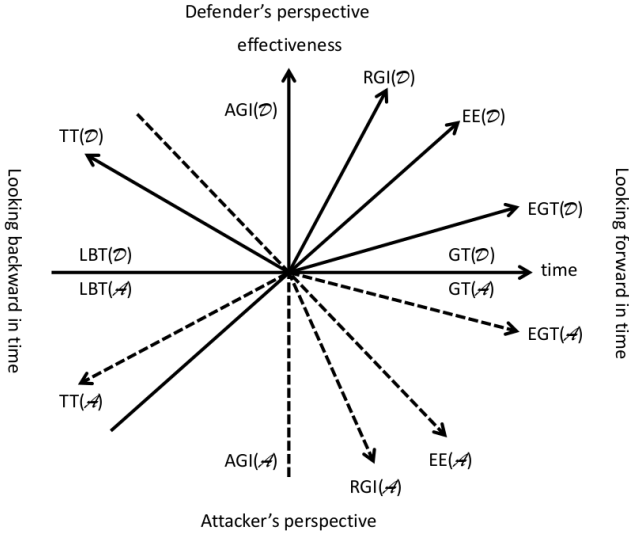 Defender's perspective
effectiveness
RGI(𝒟)
AGI(𝒟)
EE(𝒟)
TT(𝒟)
Looking backward in time
Looking forward in time
EGT(𝒟)
LBT(𝒟)
GT(𝒟)
time
LBT(𝒜)
GT(𝒜)
EGT(𝒜)
TT(𝒜)
AGI(𝒜)
EE(𝒜)
RGI(𝒜)
Attacker's perspective